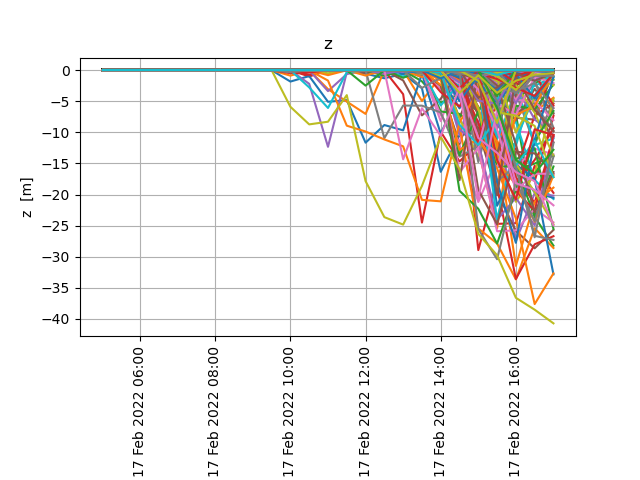 z
0
−5
−10
−15
−20
−25
−30
−35
−40
z [m]
17 Feb 2022 06:00
17 Feb 2022 08:00
17 Feb 2022 10:00
17 Feb 2022 12:00
17 Feb 2022 14:00
17 Feb 2022 16:00